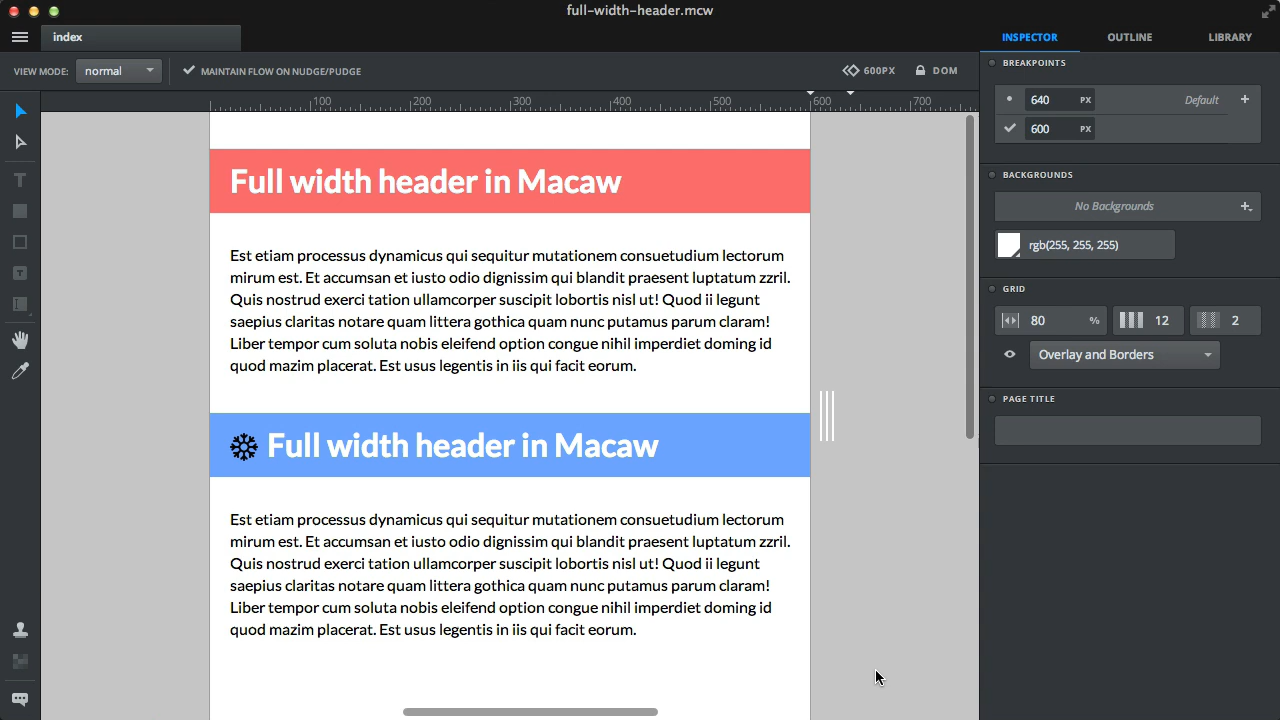 full-width-header.mcw
index
INSPECTOR OUTLINE LIBRARY
VIEW MODE: normal MAINTAIN FLOW ON NUDGE/PUDGE 600PX DOM
100 200 300 400 500 600 700
Full width header in Macaw
Est etiam processus dynamicus qui sequitur mutationem consuetudium lectorum
mirum est. Et accumsan et iusto odio dignissim qui blandit praesent luptatum zzril.
Quis nostrud exerci tation ullamcorper suscipit lobortis nisl ut! Quod ii legunt
saepius claritas notare quam littera gothica quam nunc putamus parum claram!
Liber tempor cum soluta nobis eleifend option congue nihil imperdiet doming id
quod mazim placerat. Est usus legentis in iis qui facit eorum.
Full width header in Macaw
Est etiam processus dynamicus qui sequitur mutationem consuetudium lectorum
mirum est. Et accumsan et iusto odio dignissim qui blandit praesent luptatum zzril.
Quis nostrud exerci tation ullamcorper suscipit lobortis nisl ut! Quod ii legunt
saepius claritas notare quam littera gothica quam nunc putamus parum claram!
Liber tempor cum soluta nobis eleifend option congue nihil imperdiet doming id
quod mazim placerat. Est usus legentis in iis qui facit eorum.
BREAKPOINTS
640 PX Default +
600 PX
BACKGROUNDS
No Backgrounds +
rgb(255, 255, 255)
GRID
80 % 12 2
Overlay and Borders
PAGE TITLE